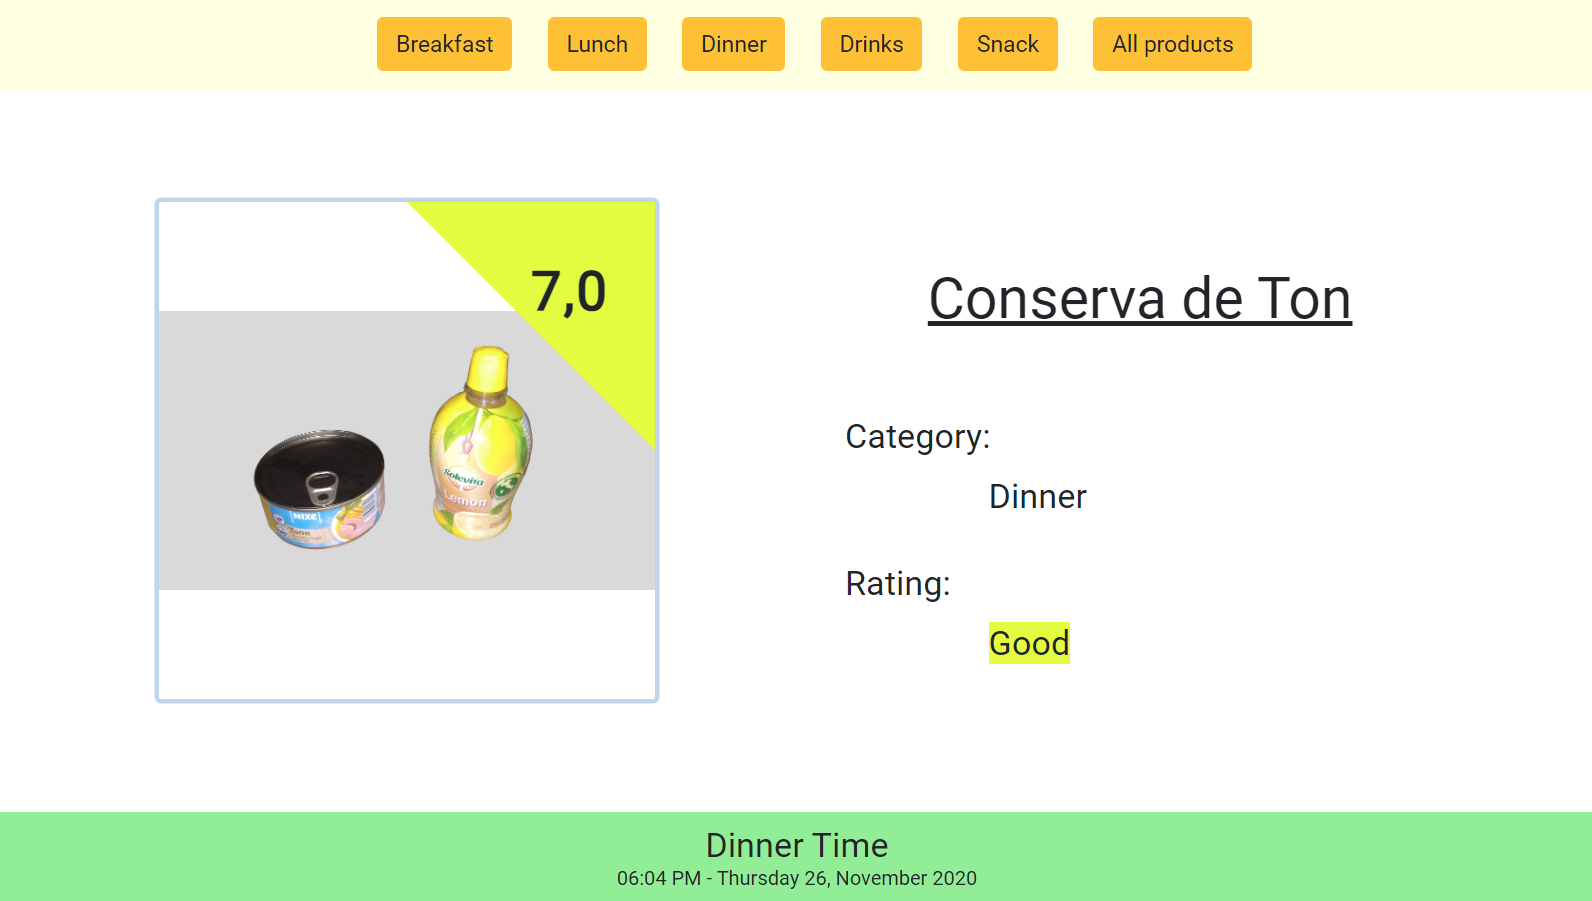 Breakfast Lunch Dinner Drinks Snack All products
7,0
Conserva de Ton
Category:
Dinner
Rating:
Good
Solevita
Lemon
NIXE
Tuna
Dinner Time
06:04 PM - Thursday 26, November 2020